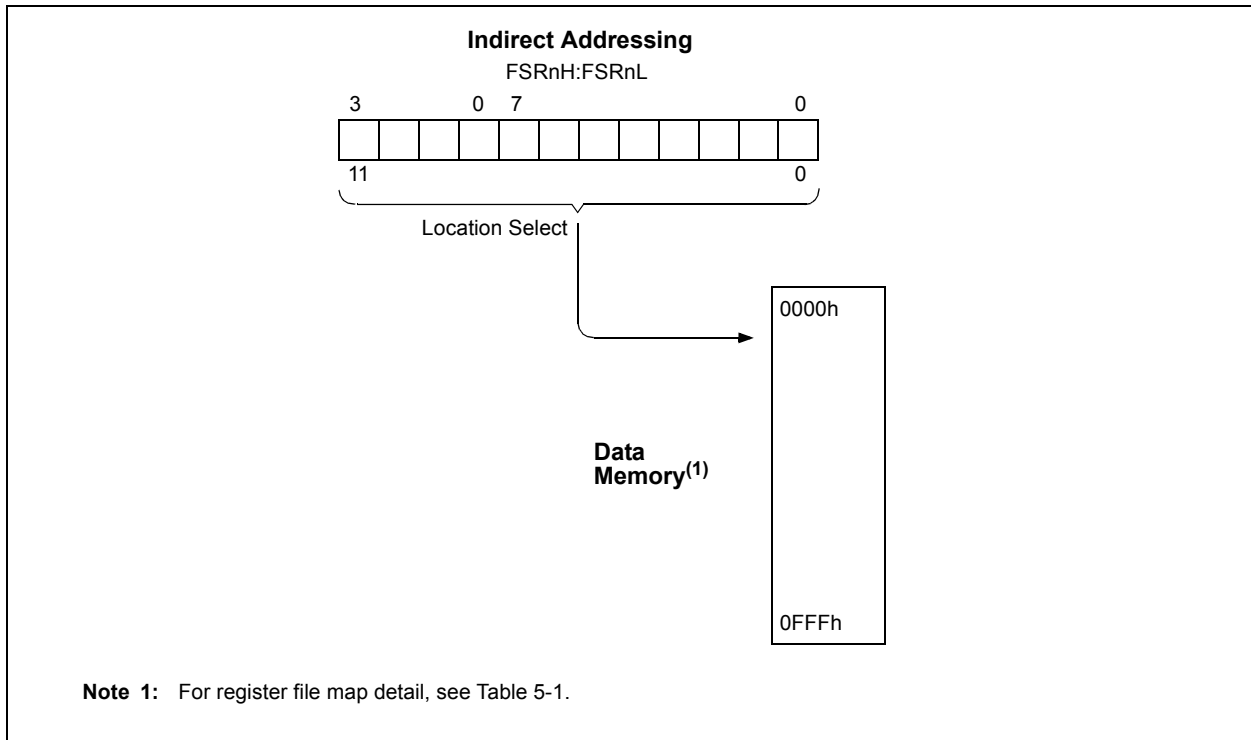 Indirect Addressing
FSRnH:FSRnL
3 0 7 0
11 0
Location Select
0000h
Data
Memory(1)
0FFFh
Note 1: For register file map detail, see Table 5-1.